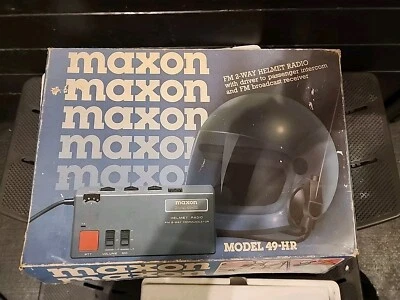 maxon
maxon
maxon
maxon
maxon
FM 2-WAY HELMET RADIO
with driver to passenger intercom
and FM broadcast receiver
maxon
HELMET RADIO
MODEL 49-HR